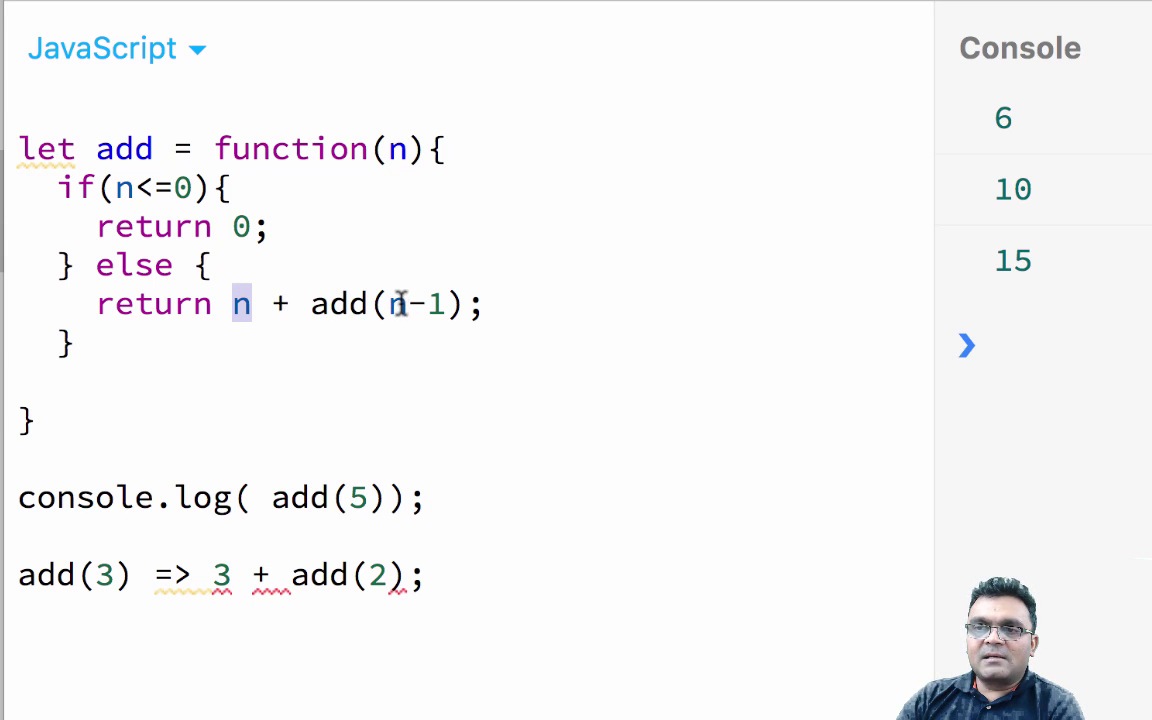 JavaScript
let add = function(n){
if(n<=0){
return 0;
} else {
return n + add(n-1);
}
}
console.log( add(5));
add(3) => 3 + add(2);
Console
6
10
15